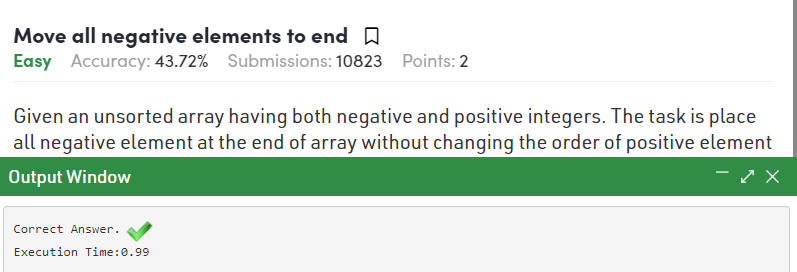 Move all negative elements to end
Easy Accuracy: 43.72% Submissions: 10823 Points: 2
Given an unsorted array having both negative and positive integers. The task is place
all negative element at the end of array without changing the order of positive element
Output Window
Correct Answer.
Execution Time:0.99